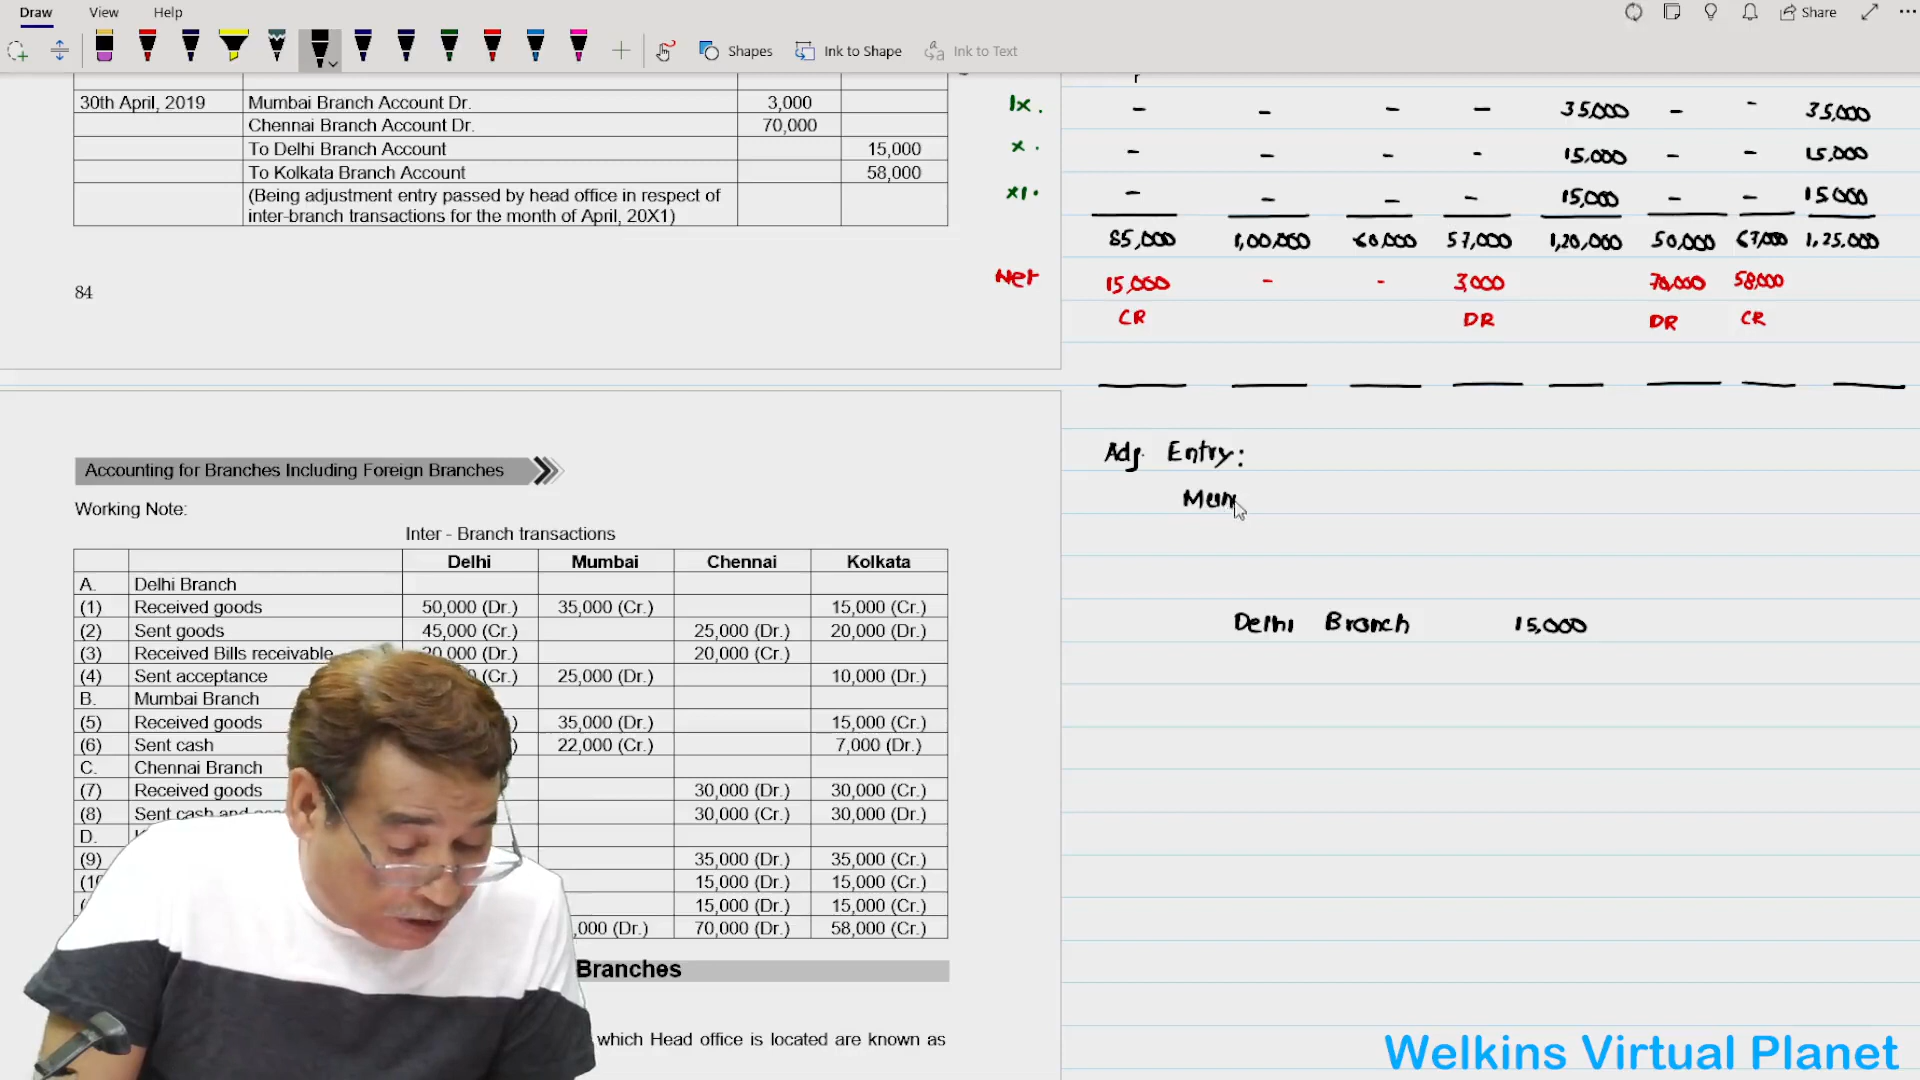 Draw View Help
Shapes Ink to Shape Ink to Text Share
30th April, 2019 Mumbai Branch Account Dr. 3,000
Chennai Branch Account Dr. 70,000
To Delhi Branch Account 15,000
To Kolkata Branch Account 58,000
(Being adjustment entry passed by head office in respect of
inter-branch transactions for the month of April, 20X1)
84
Ix. - - - - 35,000 - - 35,000
x. - - - - 15,000 - - 15,000
xI. - - - - 15,000 - - 15,000
85,000 1,00,000 60,000 57,000 1,20,000 50,000 67,000 1,25,000
Net 15,000 - - 3,000 70,000 58,000
CR DR DR CR
Accounting for Branches Including Foreign Branches
Working Note:
Inter - Branch transactions
Delhi Mumbai Chennai Kolkata
A. Delhi Branch
(1) Received goods 50,000 (Dr.) 35,000 (Cr.) 15,000 (Cr.)
(2) Sent goods 45,000 (Cr.) 25,000 (Dr.) 20,000 (Dr.)
(3) Received Bills receivable 20,000 (Dr.) 20,000 (Cr.)
(4) Sent acceptance (Cr.) 25,000 (Dr.) 10,000 (Dr.)
B. Mumbai Branch
(5) Received goods 35,000 (Dr.) 15,000 (Cr.)
(6) Sent cash 22,000 (Cr.) 7,000 (Dr.)
C. Chennai Branch
(7) Received goods 30,000 (Dr.) 30,000 (Cr.)
(8) Sent cash and 30,000 (Cr.) 30,000 (Dr.)
D.
(9) 35,000 (Dr.) 35,000 (Cr.)
15,000 (Dr.) 15,000 (Cr.)
15,000 (Dr.) 15,000 (Cr.)
,000 (Dr.) 70,000 (Dr.) 58,000 (Cr.)
Branches
which Head office is located are known as
Adj. Entry:
Mum
Delhi Branch 15,000
Welkins Virtual Planet